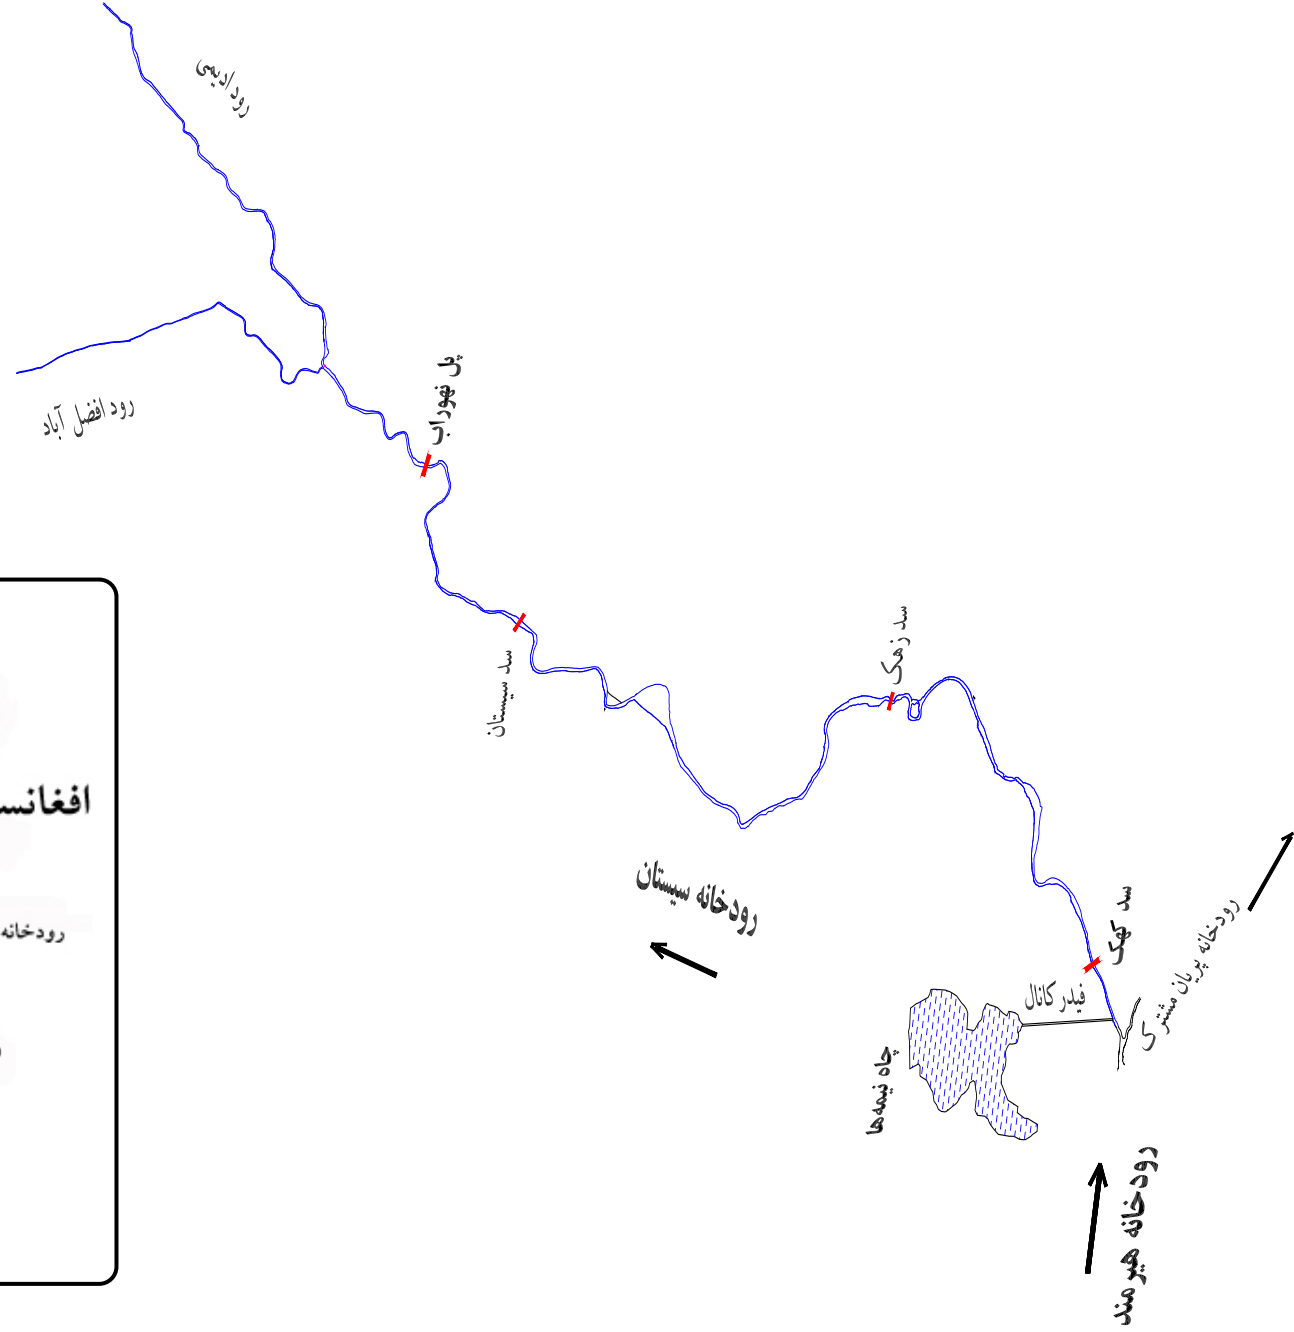 رود ادیمی
پل نهوراب
رود افضل آباد
سد زهک
سد سیستان
افغانس
رودخانه سیستان
سد کهک
رودخانه پریان مشترک
رودخانه
فیدر کانال
چاه نیمه‌ها
رودخانه هیرمند